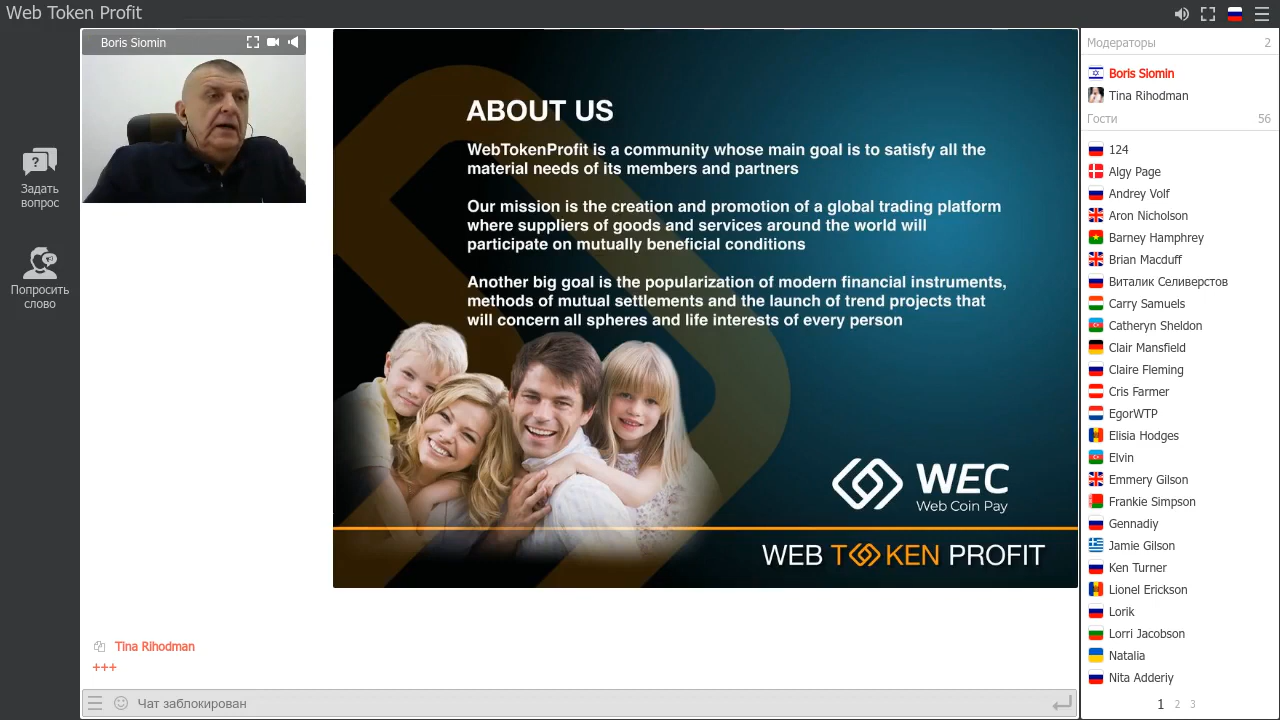 Web Token Profit
Boris Siomin
Задать
вопрос
Попросить
слово
ABOUT US
WebTokenProfit is a community whose main goal is to satisfy all the
material needs of its members and partners
Our mission is the creation and promotion of a global trading platform
where suppliers of goods and services around the world will
participate on mutually beneficial conditions
Another big goal is the popularization of modern financial instruments,
methods of mutual settlements and the launch of trend projects that
will concern all spheres and life interests of every person
WEC
Web Coin Pay
WEB TOKEN PROFIT
Tina Rihodman
+++
Чат заблокирован
Модераторы 2
Boris Siomin
Tina Rihodman
Гости 56
124
Algy Page
Andrey Volf
Aron Nicholson
Barney Hamphrey
Brian Macduff
Виталик Селиверстов
Carry Samuels
Catheryn Sheldon
Clair Mansfield
Claire Fleming
Cris Farmer
EgorWTP
Elisia Hodges
Elvin
Emmery Gilson
Frankie Simpson
Gennadiy
Jamie Gilson
Ken Turner
Lionel Erickson
Lorik
Lorri Jacobson
Natalia
Nita Adderiy
1 2 3